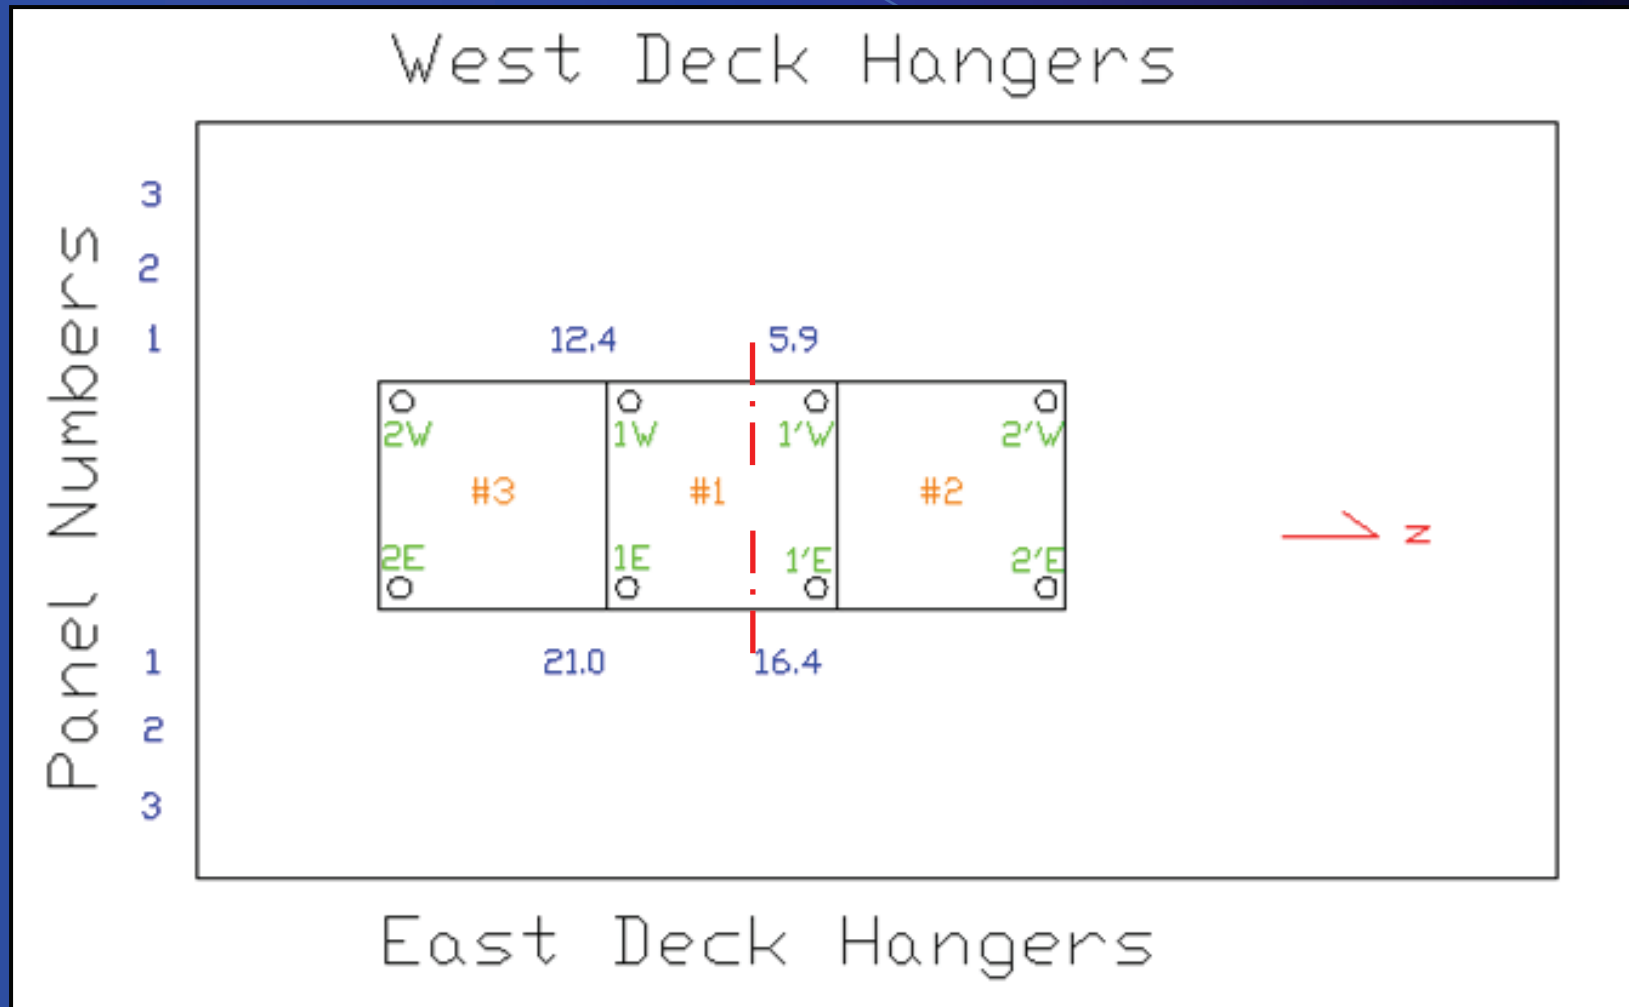 West Deck Hangers
Panel Numbers
3
2
1
12.4 5.9
2W 1W 1'W 2'W
#3 #1 #2
N
2E 1E 1'E 2'E
1
21.0 16.4
2
3
East Deck Hangers